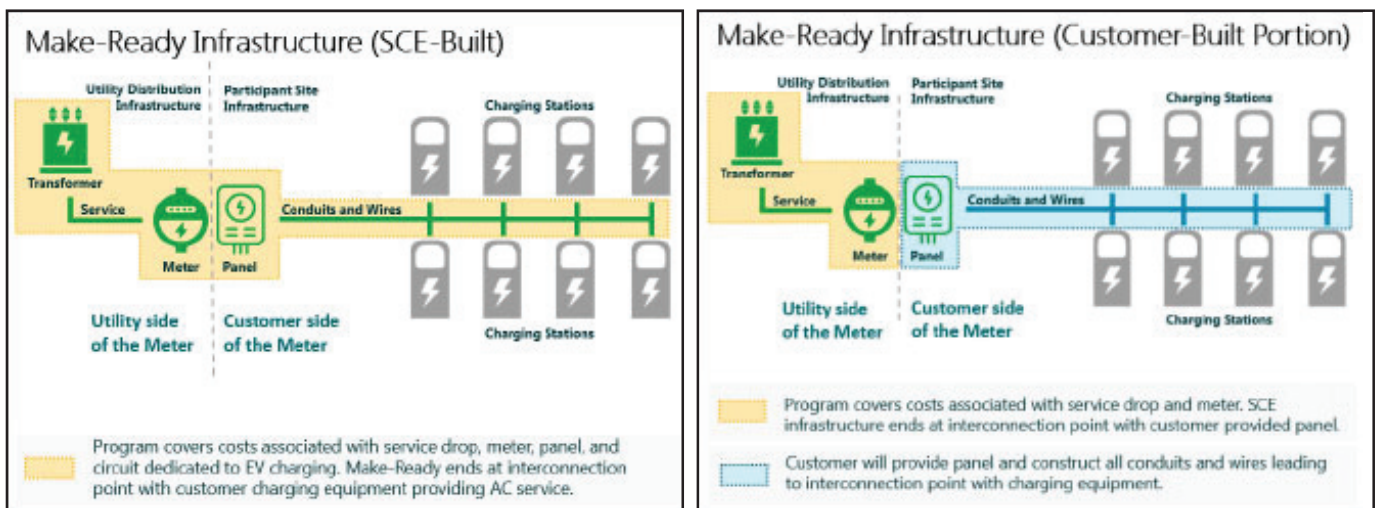 Make-Ready Infrastructure (SCE-Built)
Utility Distribution
Infrastructure
Participant Site
Infrastructure
Charging Stations
Transformer
Service
Conduits and Wires
Meter
Panel
Utility side
of the Meter
Customer side
of the Meter
Charging Stations
Program covers costs associated with service drop, meter, panel, and
circuit dedicated to EV charging. Make-Ready ends at interconnection
point with customer charging equipment providing AC service.
Make-Ready Infrastructure (Customer-Built Portion)
Utility Distribution
Infrastructure
Participant Site
Infrastructure
Charging Stations
Transformer
Service
Conduits and Wires
Meter
Panel
Utility side
of the Meter
Customer side
of the Meter
Charging Stations
Program covers costs associated with service drop and meter. SCE
infrastructure ends at interconnection point with customer provided panel.
Customer will provide panel and construct all conduits and wires leading
to interconnection point with charging equipment.